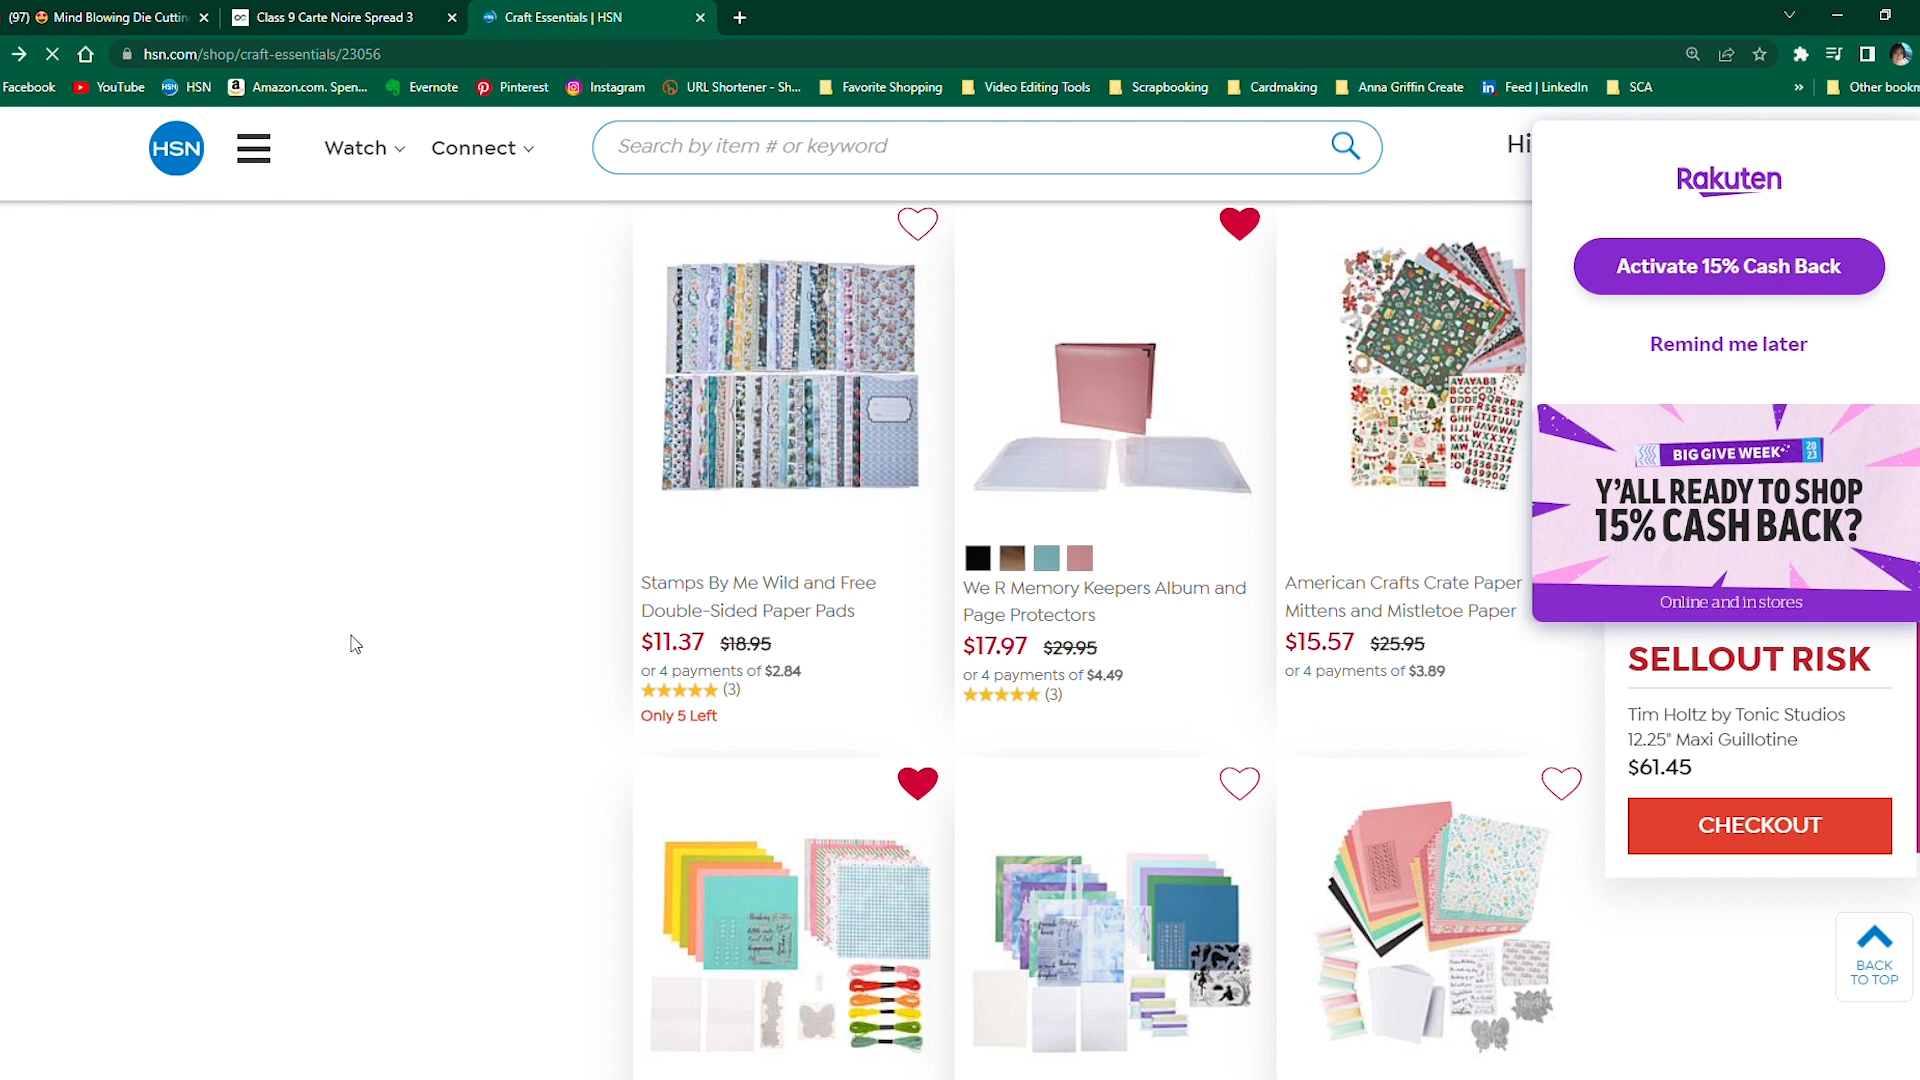 (97) 😍 Mind Blowing Die Cuttin
Class 9 Carte Noire Spread 3
Craft Essentials | HSN
hsn.com/shop/craft-essentials/23056
Facebook
YouTube
HSN
Amazon.com. Spen...
Evernote
Pinterest
Instagram
URL Shortener - Sh...
Favorite Shopping
Video Editing Tools
Scrapbooking
Cardmaking
Anna Griffin Create
Feed | LinkedIn
SCA
»
Other bookm
HSN
Watch
Connect
Search by item # or keyword
Hi
Rakuten
Activate 15% Cash Back
Remind me later
BIG GIVE WEEK
2023
Y'ALL READY TO SHOP
15% CASH BACK?
Online and in stores
Stamps By Me Wild and Free
Double-Sided Paper Pads
$11.37 $18.95
or 4 payments of $2.84
(3)
Only 5 Left
We R Memory Keepers Album and
Page Protectors
$17.97 $29.95
or 4 payments of $4.49
(3)
American Crafts Crate Paper
Mittens and Mistletoe Paper
$15.57 $25.95
or 4 payments of $3.89
SELLOUT RISK
Tim Holtz by Tonic Studios
12.25" Maxi Guillotine
$61.45
CHECKOUT
BACK
TO TOP